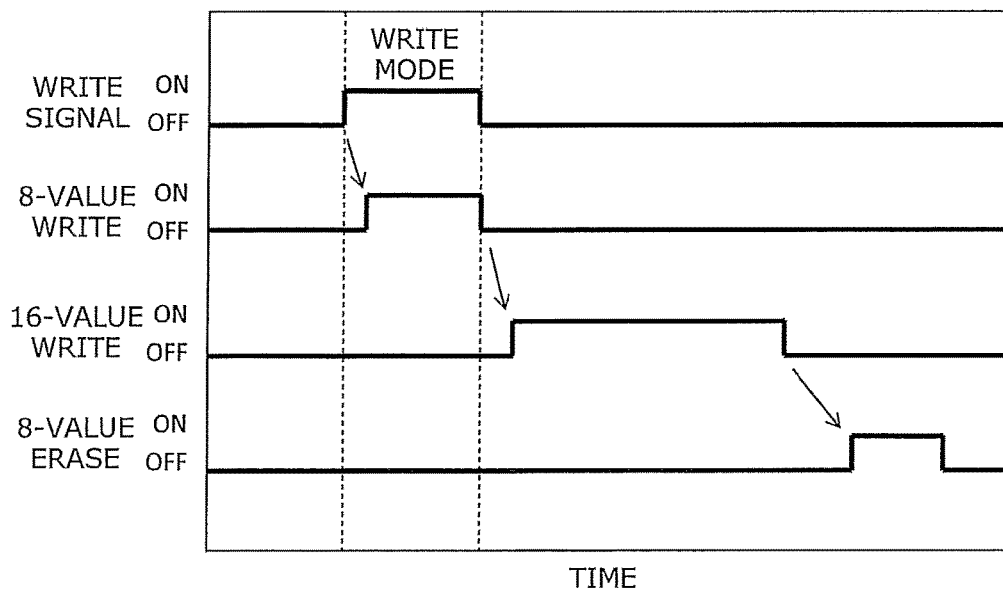 WRITE
MODE
WRITE ON
SIGNAL OFF
8-VALUE ON
WRITE OFF
16-VALUE ON
WRITE OFF
8-VALUE ON
ERASE OFF
TIME